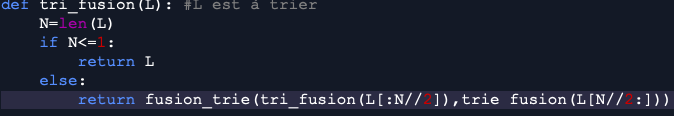 def tri_fusion(L): #L est à trier
    N=len(L)
    if N<=1:
        return L
    else:
        return fusion_trie(tri_fusion(L[:N//2]),trie fusion(L[N//2:]))